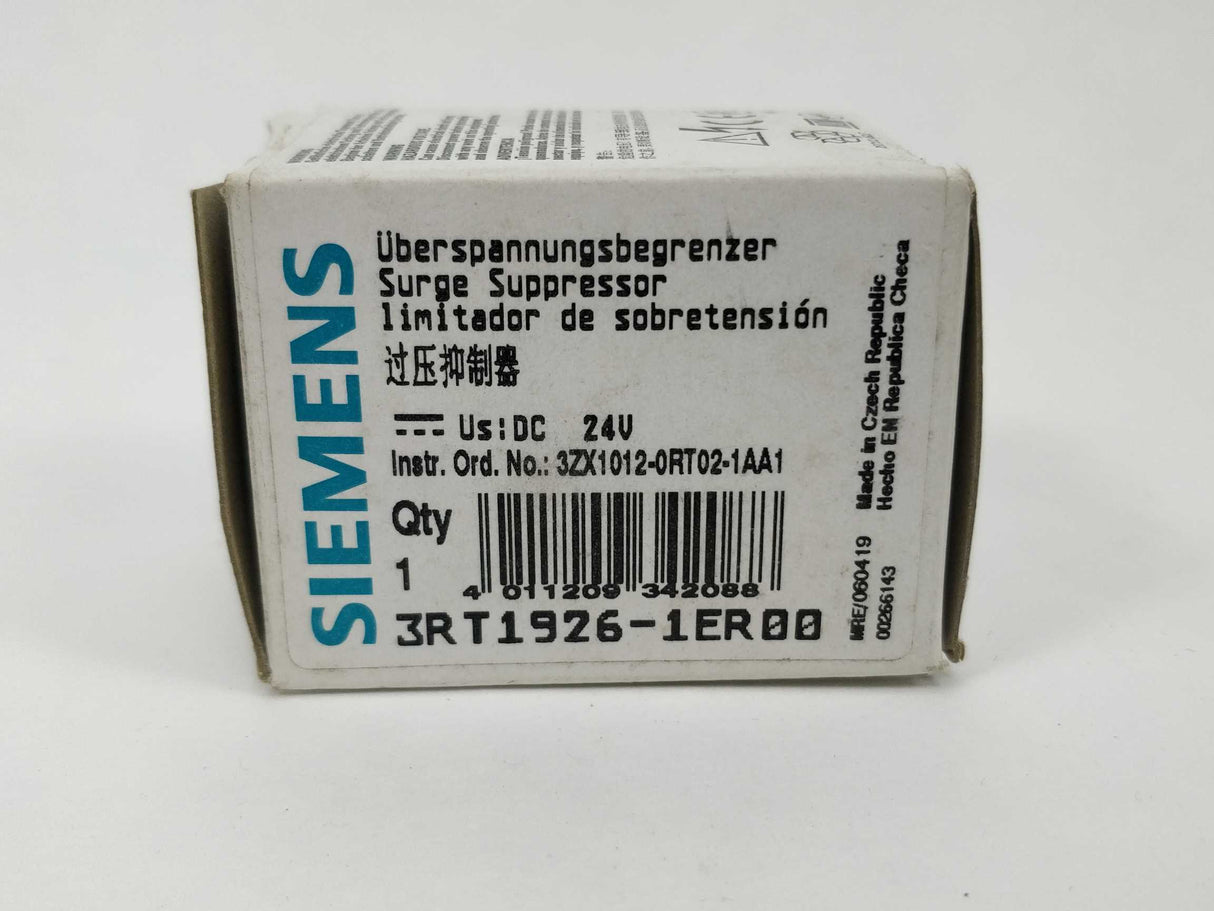 SIEMENS
Überspannungsbegrenzer
Surge Suppressor
limitador de sobretensión
过压抑制器
Us:DC 24V
Instr. Ord. No.: 3ZX1012-0RT02-1AA1
Qty
1
4 011209 342088
3RT1926-1ER00
MRE/060419 Made in Czech Republic
00266143 Hecho EN Republica Checa